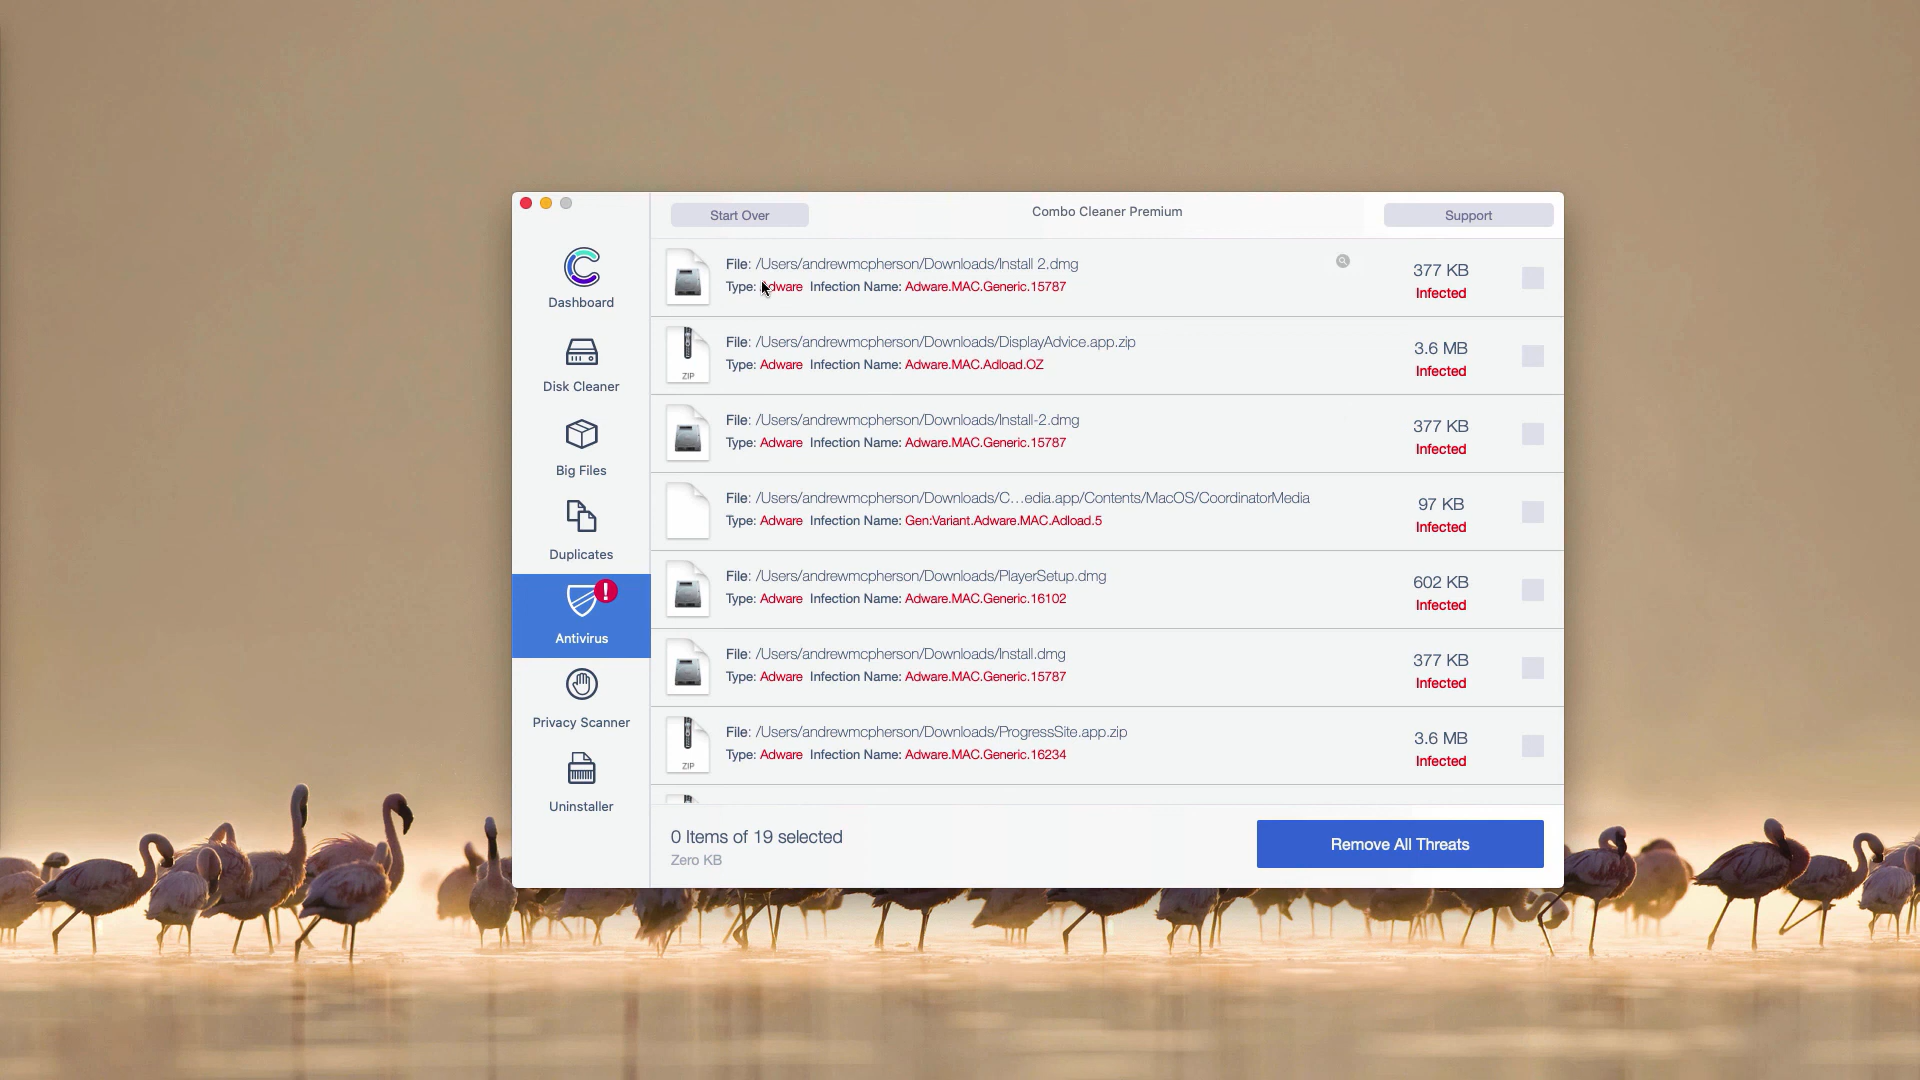 Start Over
Combo Cleaner Premium
Support
Dashboard
Disk Cleaner
Big Files
Duplicates
!
Antivirus
Privacy Scanner
Uninstaller
File: /Users/andrewmcpherson/Downloads/Install 2.dmg
Type: Adware Infection Name: Adware.MAC.Generic.15787
377 KB
Infected
File: /Users/andrewmcpherson/Downloads/DisplayAdvice.app.zip
Type: Adware Infection Name: Adware.MAC.Adload.OZ
ZIP
3.6 MB
Infected
File: /Users/andrewmcpherson/Downloads/Install-2.dmg
Type: Adware Infection Name: Adware.MAC.Generic.15787
377 KB
Infected
File: /Users/andrewmcpherson/Downloads/C...edia.app/Contents/MacOS/CoordinatorMedia
Type: Adware Infection Name: Gen:Variant.Adware.MAC.Adload.5
97 KB
Infected
File: /Users/andrewmcpherson/Downloads/PlayerSetup.dmg
Type: Adware Infection Name: Adware.MAC.Generic.16102
602 KB
Infected
File: /Users/andrewmcpherson/Downloads/Install.dmg
Type: Adware Infection Name: Adware.MAC.Generic.15787
377 KB
Infected
File: /Users/andrewmcpherson/Downloads/ProgressSite.app.zip
Type: Adware Infection Name: Adware.MAC.Generic.16234
ZIP
3.6 MB
Infected
0 Items of 19 selected
Zero KB
Remove All Threats